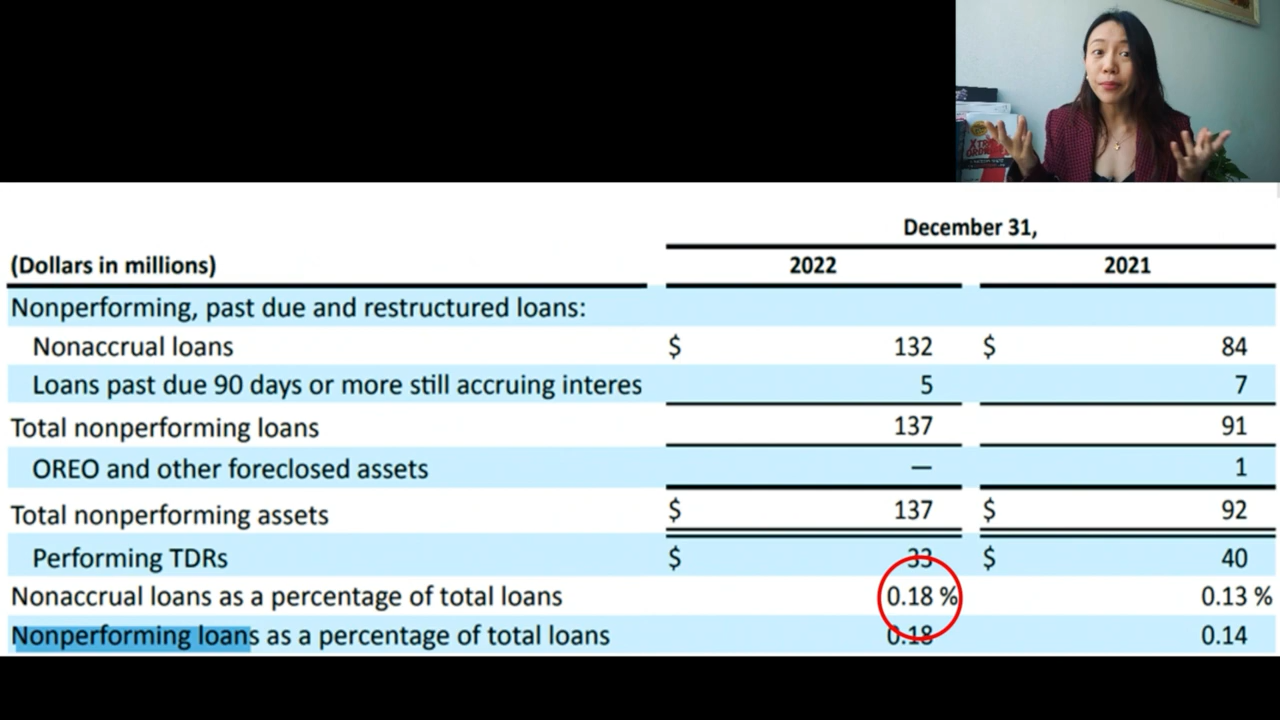 December 31,
(Dollars in millions) 2022 2021
Nonperforming, past due and restructured loans:
Nonaccrual loans $ 132 $ 84
Loans past due 90 days or more still accruing interes 5 7
Total nonperforming loans 137 91
OREO and other foreclosed assets — 1
Total nonperforming assets $ 137 $ 92
Performing TDRs $ 33 $ 40
Nonaccrual loans as a percentage of total loans 0.18 % 0.13 %
Nonperforming loans as a percentage of total loans 0.18 0.14